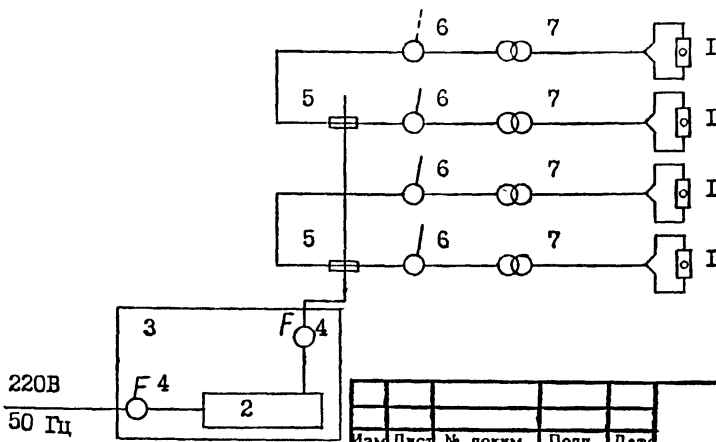 6 7 I
5 6 7 I
6 7 I
5 6 7 I
3 F 4
220В F 4
50 Гц 2
Изм Лист № докум. Подп. Дата